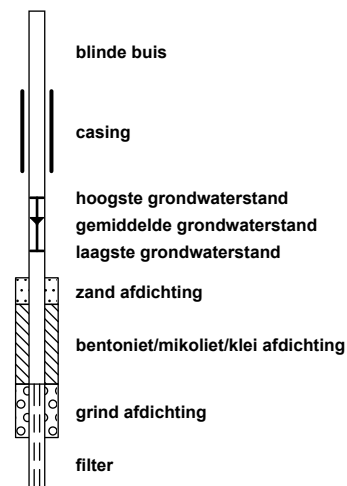 blinde buis
casing
hoogste grondwaterstand
gemiddelde grondwaterstand
laagste grondwaterstand
zand afdichting
bentoniet/mikoliet/klei afdichting
grind afdichting
filter